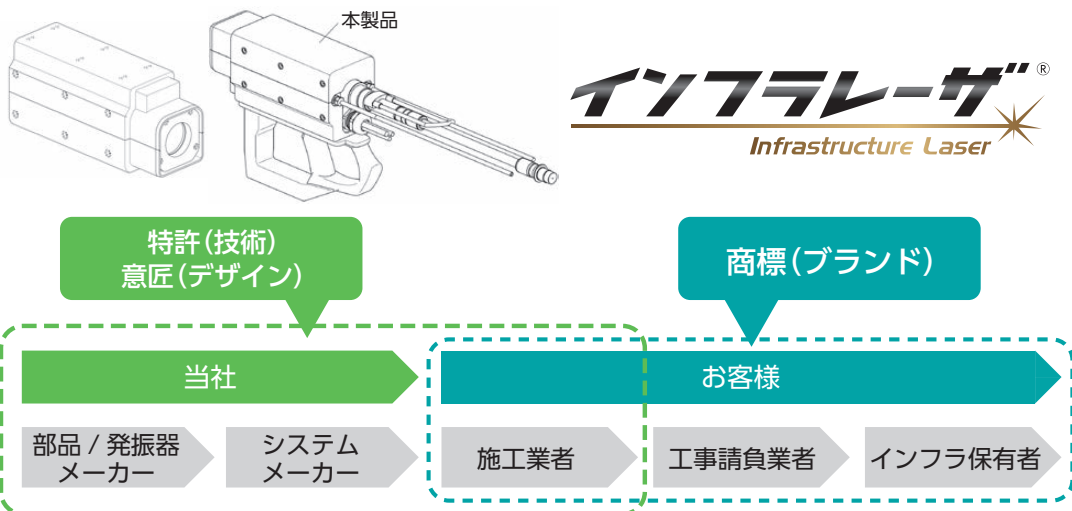 本製品
インフラレーザ®
Infrastructure Laser
特許(技術)
意匠(デザイン)
商標(ブランド)
当社
お客様
部品 / 発振器
メーカー
システム
メーカー
施工業者
工事請負業者
インフラ保有者